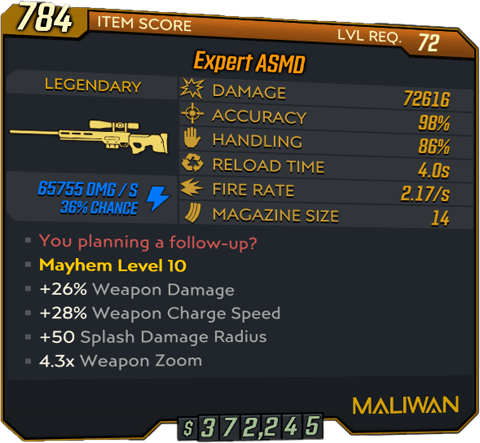 784 ITEM SCORE LVL REQ. 72
Expert ASMD
LEGENDARY
DAMAGE 72616
ACCURACY 98%
HANDLING 86%
RELOAD TIME 4.0s
FIRE RATE 2.17/s
MAGAZINE SIZE 14
65755 DMG / S
36% CHANCE
You planning a follow-up?
Mayhem Level 10
+26% Weapon Damage
+28% Weapon Charge Speed
+50 Splash Damage Radius
4.3x Weapon Zoom
MALIWAN
$ 372,245